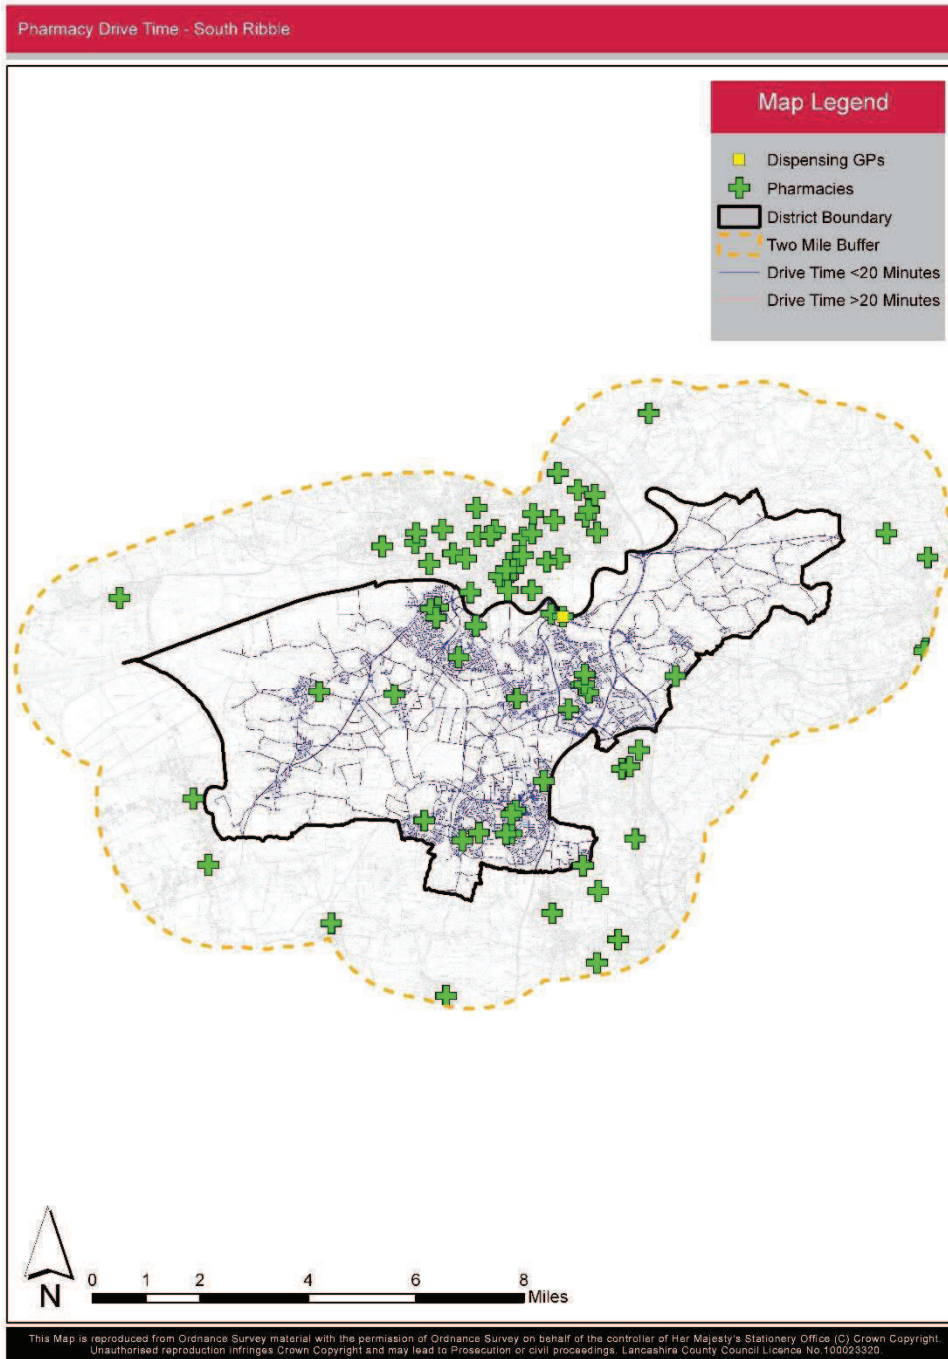 Pharmacy Drive Time - South Ribble
Map Legend
Dispensing GPs
Pharmacies
District Boundary
Two Mile Buffer
Drive Time <20 Minutes
Drive Time >20 Minutes
N
0 1 2 4 6 8
Miles
This Map is reproduced from Ordnance Survey material with the permission of Ordnance Survey on behalf of the controller of Her Majesty's Stationery Office (C) Crown Copyright.
Unauthorised reproduction infringes Crown Copyright and may lead to Prosecution or civil proceedings. Lancashire County Council Licence No.100023320.